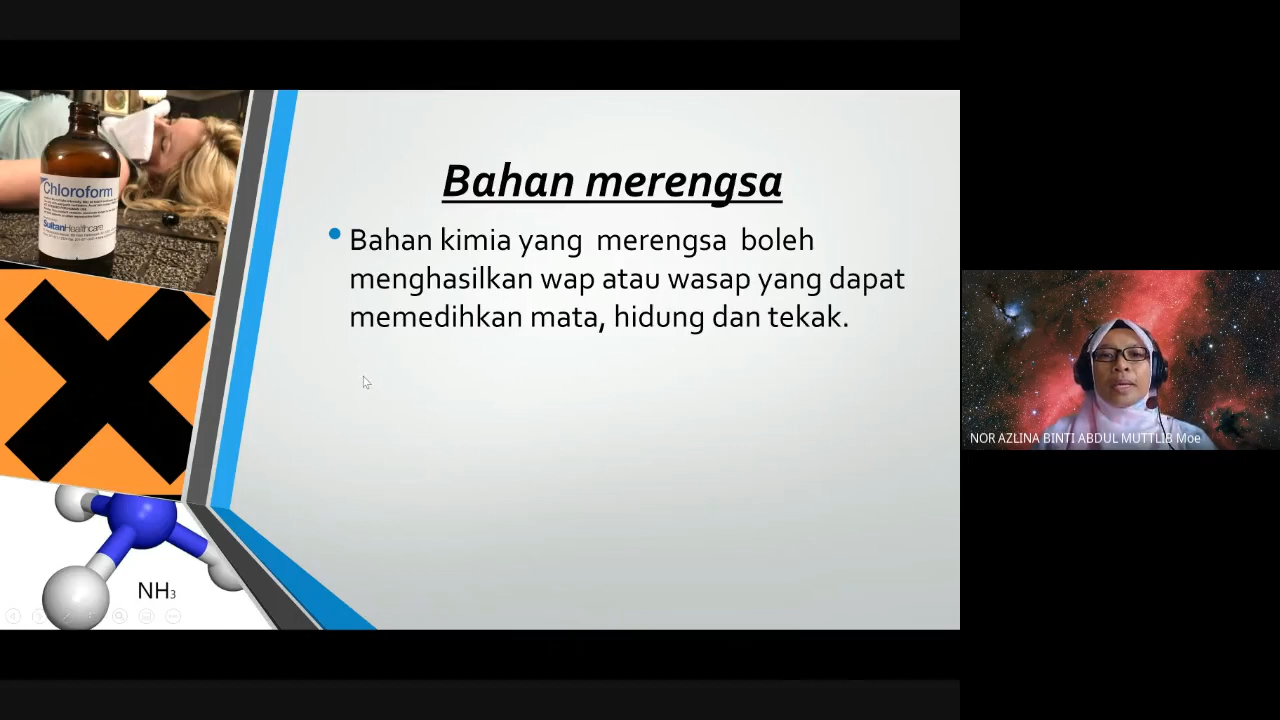 Bahan merengsa
Bahan kimia yang merengsa boleh
menghasilkan wap atau wasap yang dapat
memedihkan mata, hidung dan tekak.
Chloroform
SultanHealthcare
NH3
NOR AZLINA BINTI ABDUL MUTTLIB Moe